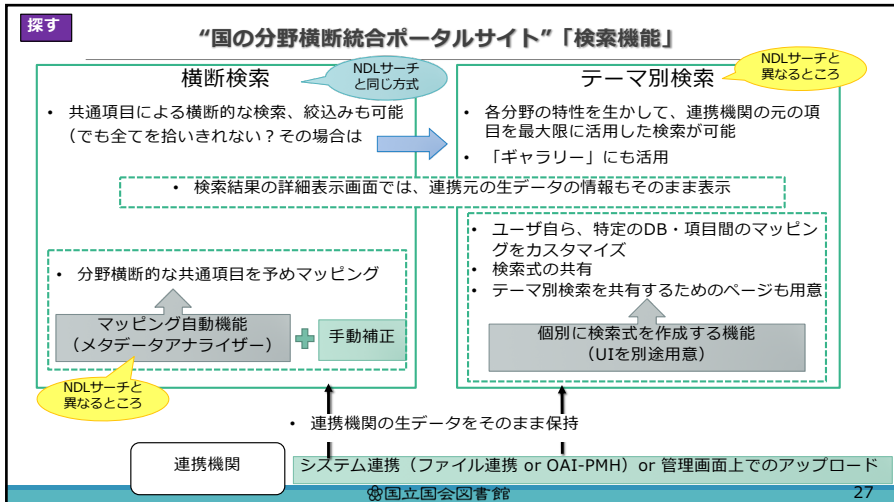 探す
“国の分野横断統合ポータルサイト”「検索機能」
横断検索
NDLサーチ
と同じ方式
• 共通項目による横断的な検索、絞込みも可能
（でも全てを拾いきれない？その場合は
テーマ別検索
NDLサーチと
異なるところ
• 各分野の特性を生かして、連携機関の元の項
目を最大限に活用した検索が可能
• 「ギャラリー」にも活用
• 検索結果の詳細表示画面では、連携元の生データの情報もそのまま表示
• 分野横断的な共通項目を予めマッピング
マッピング自動機能
（メタデータアナライザー）
手動補正
NDLサーチと
異なるところ
• ユーザ自ら、特定のDB・項目間のマッピン
グをカスタマイズ
• 検索式の共有
• テーマ別検索を共有するためのページも用意
個別に検索式を作成する機能
（UIを別途用意）
• 連携機関の生データをそのまま保持
連携機関
システム連携（ファイル連携 or OAI-PMH）or 管理画面上でのアップロード
国立国会図書館
27